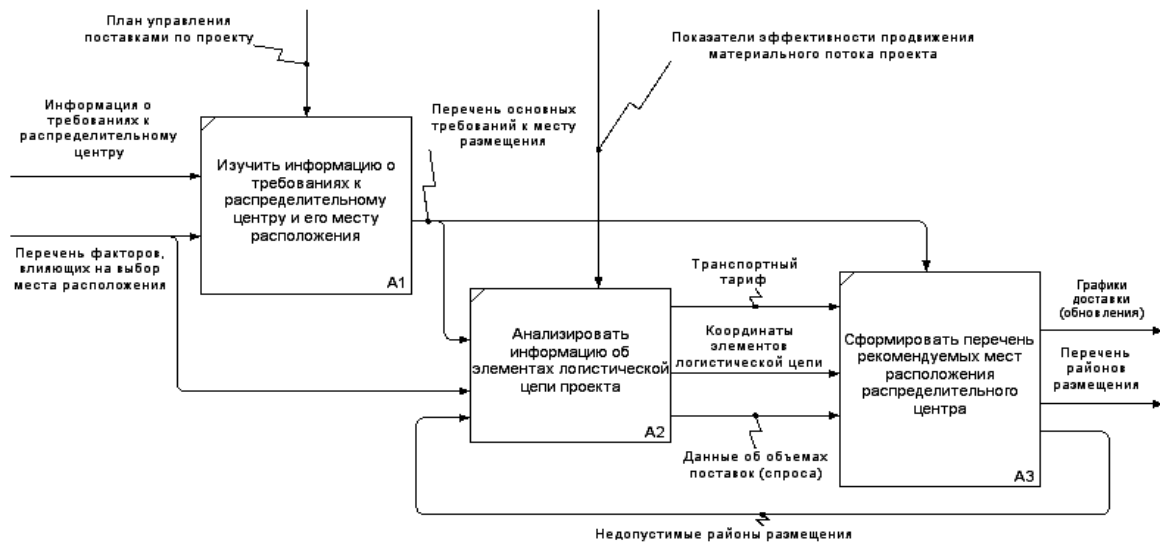 План управления
поставками по проекту
Показатели эффективности продвижения
материального потока проекта
Информация о
требованиях к
распределительному
центру
Перечень основных
требований к месту
размещения
Изучить информацию о
требованиях к
распределительному
центру и его месту
расположения
A1
Перечень факторов,
влияющих на выбор
места расположения
Транспортный
тариф
Графики
доставки
(обновления)
Анализировать
информацию об
элементах логистической
цепи проекта
A2
Координаты
элементов
логистической цепи
Сформировать перечень
рекомендуемых мест
расположения
распределительного
центра
A3
Перечень
районов
размещения
Данные об объемах
поставок (спроса)
Недопустимые районы размещения